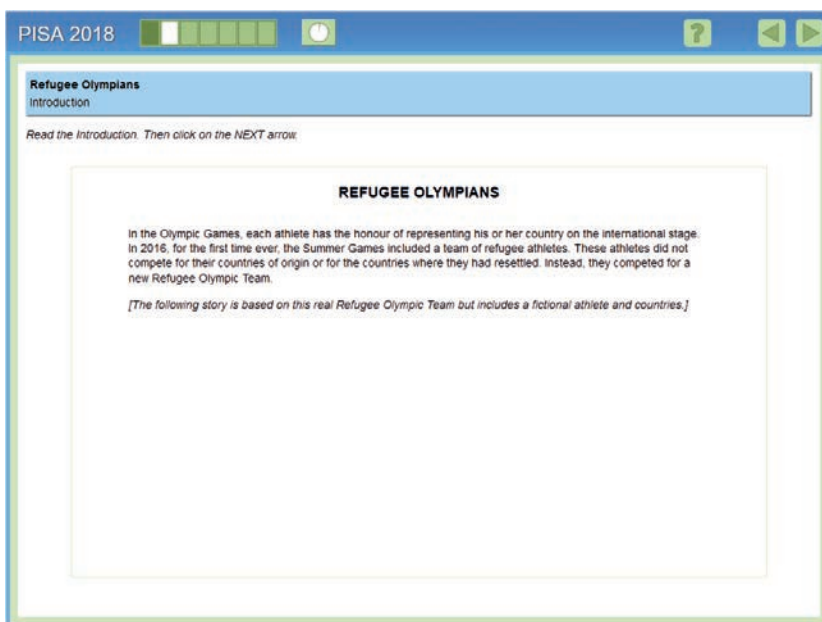 PISA 2018
?
Refugee Olympians
Introduction
Read the Introduction. Then click on the NEXT arrow.
REFUGEE OLYMPIANS
In the Olympic Games, each athlete has the honour of representing his or her country on the international stage.
In 2016, for the first time ever, the Summer Games included a team of refugee athletes. These athletes did not
compete for their countries of origin or for the countries where they had resettled. Instead, they competed for a
new Refugee Olympic Team.
[The following story is based on this real Refugee Olympic Team but includes a fictional athlete and countries.]